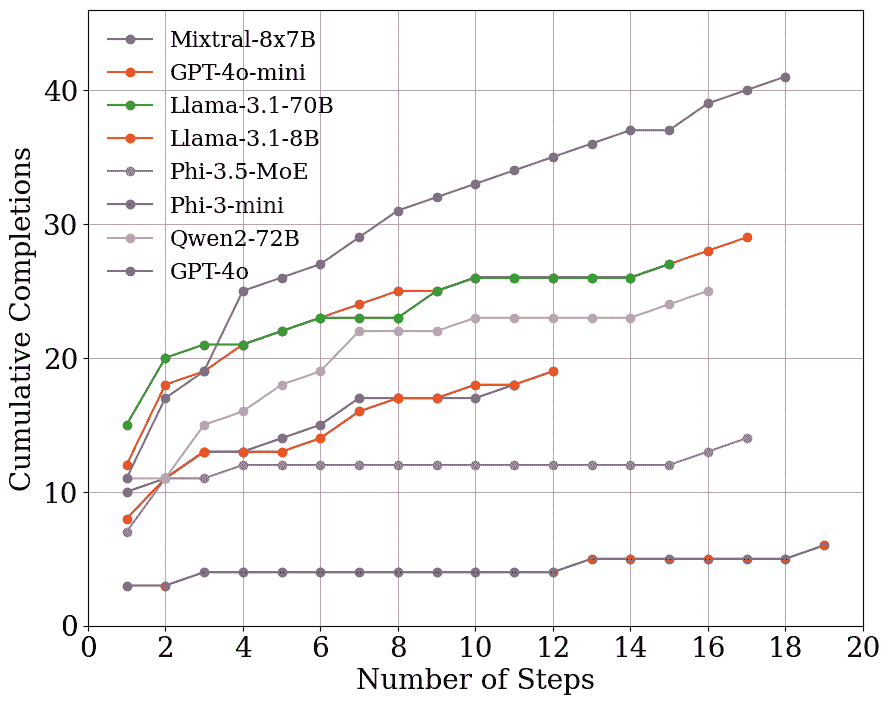 Mixtral-8x7B
GPT-4o-mini
Llama-3.1-70B
Llama-3.1-8B
Phi-3.5-MoE
Phi-3-mini
Qwen2-72B
GPT-4o
Cumulative Completions
40
30
20
10
0
0 2 4 6 8 10 12 14 16 18 20
Number of Steps